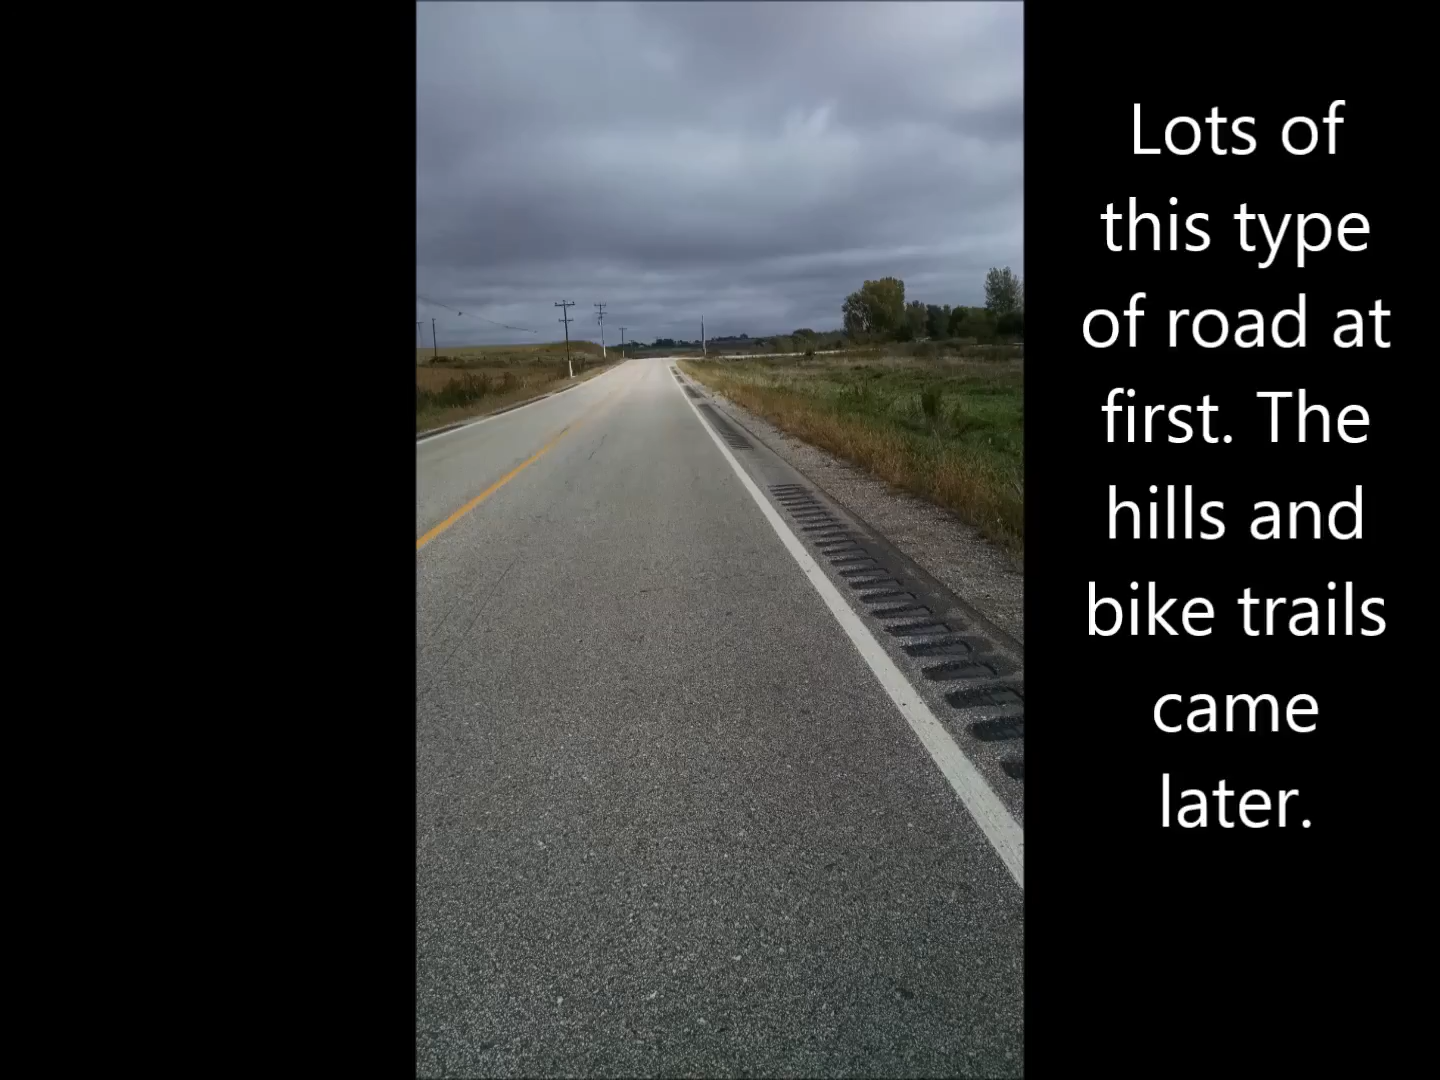 Lots of
this type
of road at
first. The
hills and
bike trails
came
later.